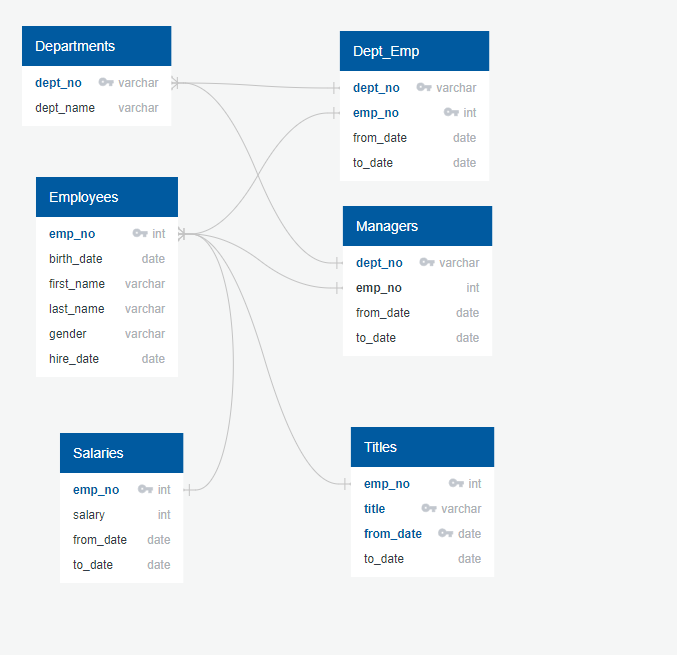 Departments
dept_no varchar
dept_name varchar
Dept_Emp
dept_no varchar
emp_no int
from_date date
to_date date
Employees
emp_no int
birth_date date
first_name varchar
last_name varchar
gender varchar
hire_date date
Managers
dept_no varchar
emp_no int
from_date date
to_date date
Salaries
emp_no int
salary int
from_date date
to_date date
Titles
emp_no int
title varchar
from_date date
to_date date